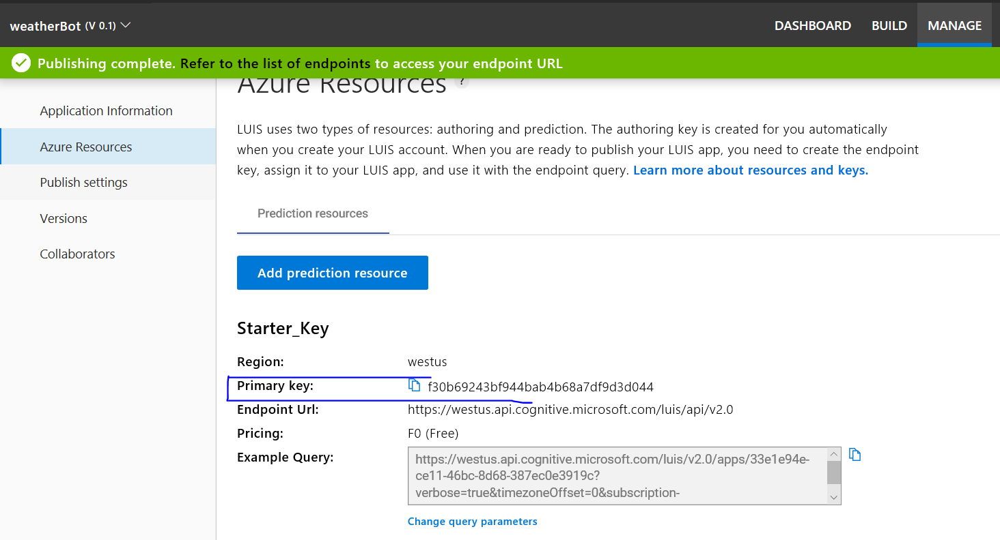 weatherBot (V 0.1)
DASHBOARD BUILD MANAGE
Publishing complete. Refer to the list of endpoints to access your endpoint URL
Azure Resources ?
Application Information
Azure Resources
Publish settings
Versions
Collaborators
LUIS uses two types of resources: authoring and prediction. The authoring key is created for you automatically
when you create your LUIS account. When you are ready to publish your LUIS app, you need to create the endpoint
key, assign it to your LUIS app, and use it with the endpoint query. Learn more about resources and keys.
Prediction resources
Add prediction resource
Starter_Key
Region: westus
Primary key: f30b69243bf944bab4b68a7df9d3d044
Endpoint Url: https://westus.api.cognitive.microsoft.com/luis/api/v2.0
Pricing: F0 (Free)
Example Query: https://westus.api.cognitive.microsoft.com/luis/v2.0/apps/33e1e94e-
ce11-46bc-8d68-387ec0e3919c?
verbose=true&timezoneOffset=0&subscription-
Change query parameters